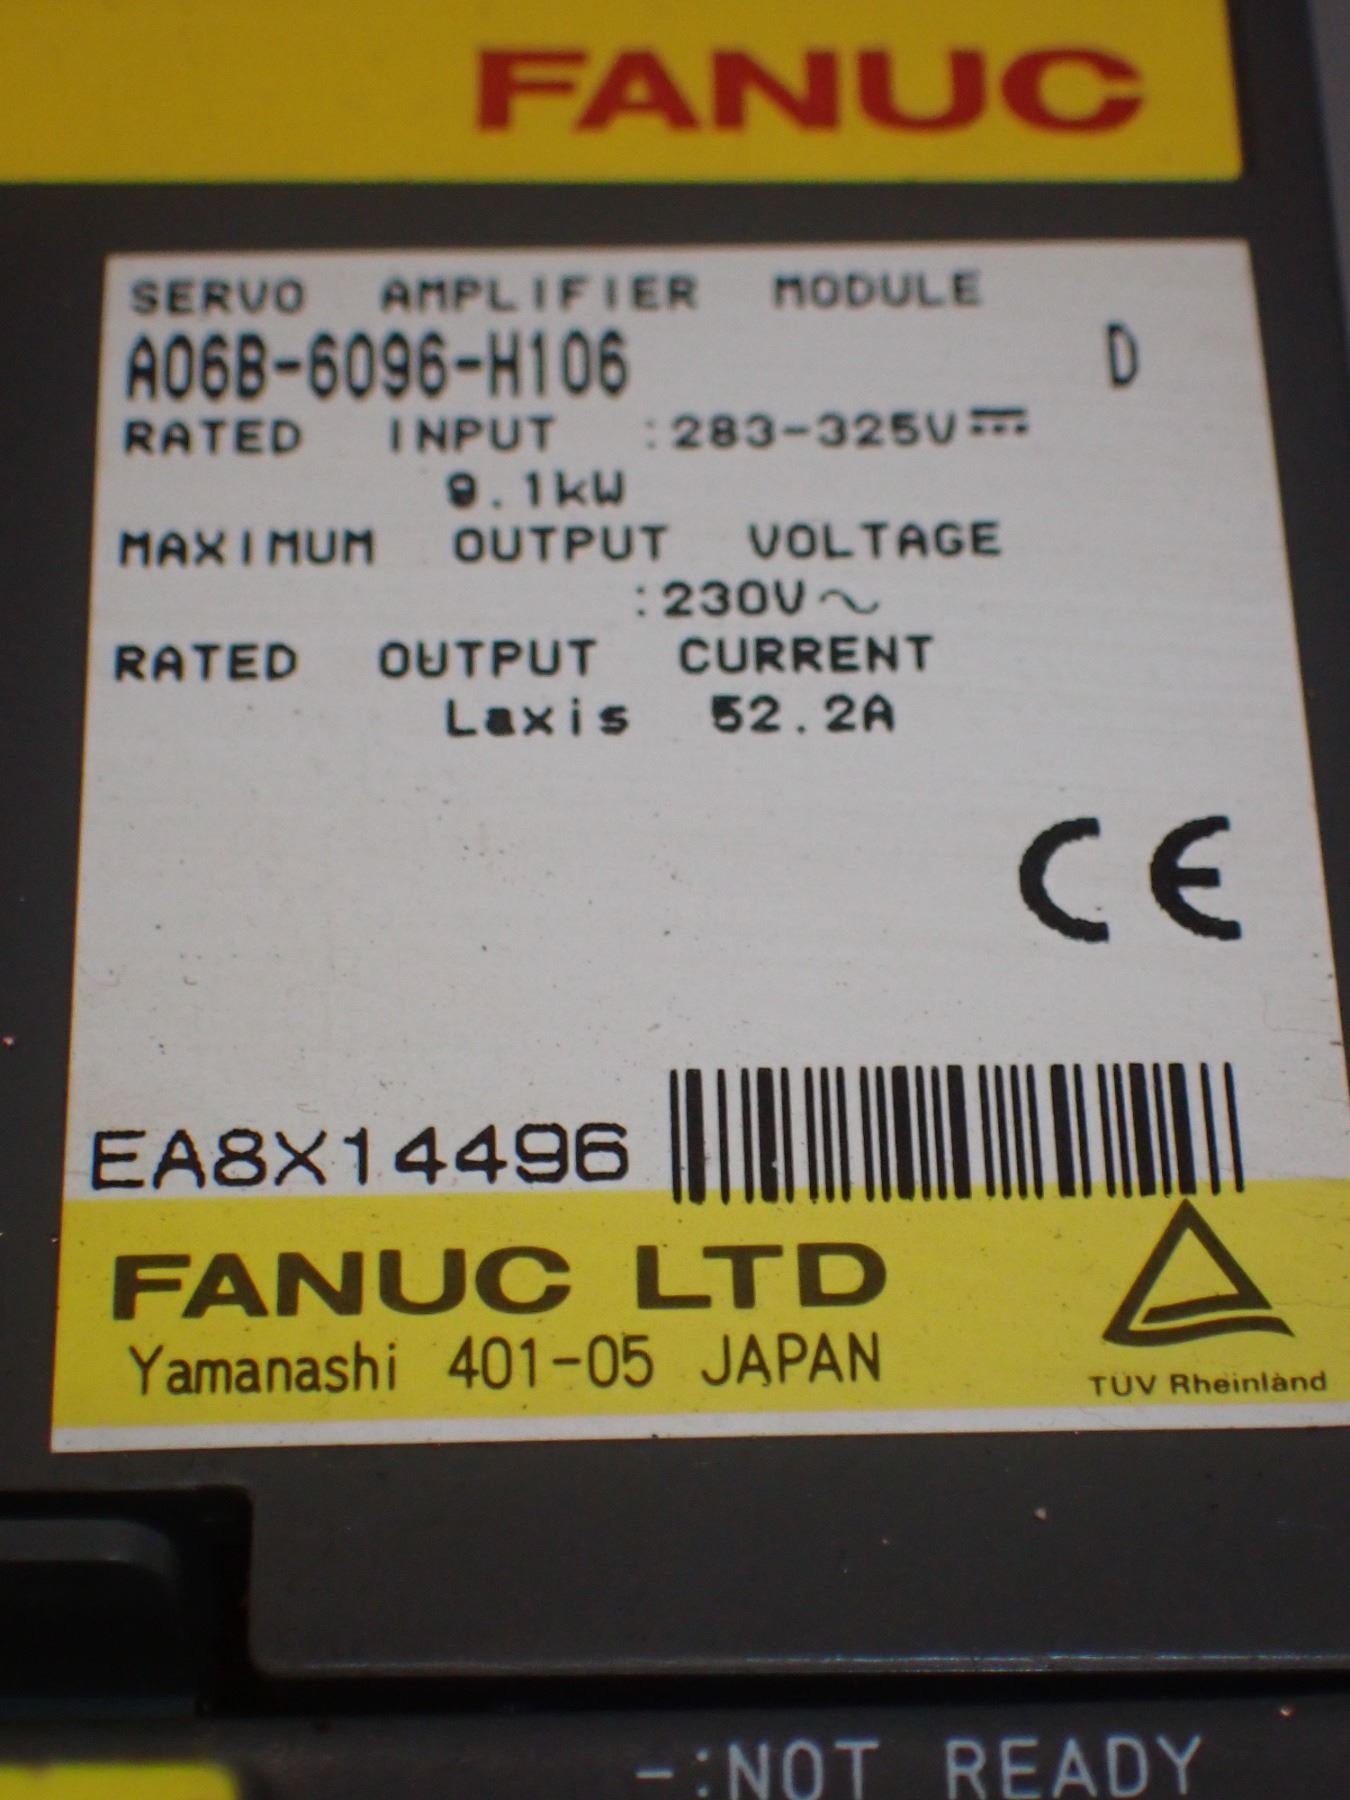 FANUC
SERVO AMPLIFIER MODULE
A06B-6096-H106 D
RATED INPUT :283-325V⎓
9.1kW
MAXIMUM OUTPUT VOLTAGE
:230V~
RATED OUTPUT CURRENT
Laxis 52.2A
CE
EA8X14496
FANUC LTD
Yamanashi 401-05 JAPAN
TÜV Rheinland
-:NOT READY